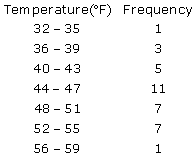 Temperature(°F) Frequency
32 – 35 1
36 – 39 3
40 – 43 5
44 – 47 11
48 – 51 7
52 – 55 7
56 – 59 1